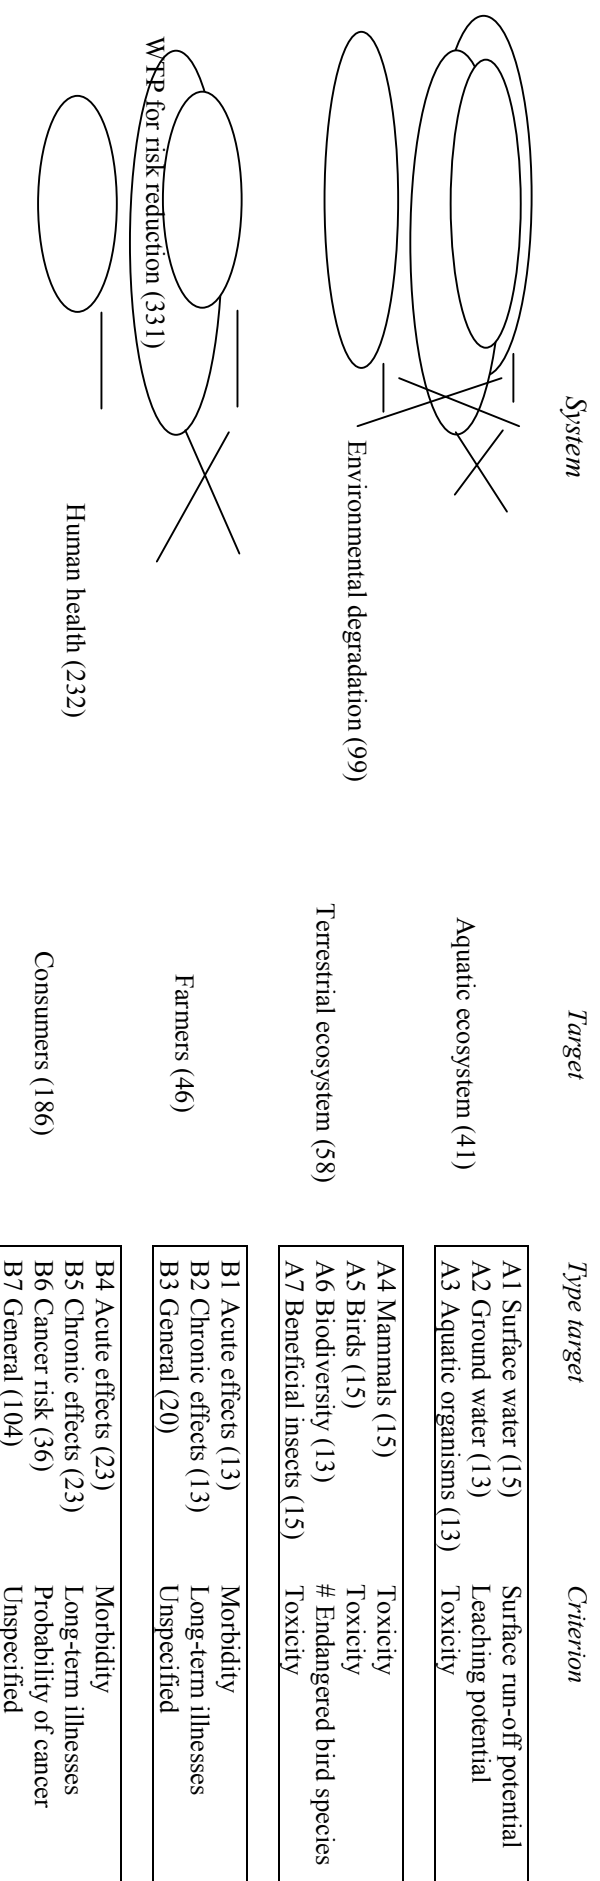 System
Target
Type target
Criterion
WTP for risk reduction (331)
Environmental degradation (99)
Human health (232)
Aquatic ecosystem (41)
Terrestrial ecosystem (58)
Farmers (46)
Consumers (186)
A1 Surface water (15) Surface run-off potential
A2 Ground water (13) Leaching potential
A3 Aquatic organisms (13) Toxicity
A4 Mammals (15) Toxicity
A5 Birds (15) Toxicity
A6 Biodiversity (13) # Endangered bird species
A7 Beneficial insects (15) Toxicity
B1 Acute effects (13) Morbidity
B2 Chronic effects (13) Long-term illnesses
B3 General (20) Unspecified
B4 Acute effects (23) Morbidity
B5 Chronic effects (23) Long-term illnesses
B6 Cancer risk (36) Probability of cancer
B7 General (104) Unspecified